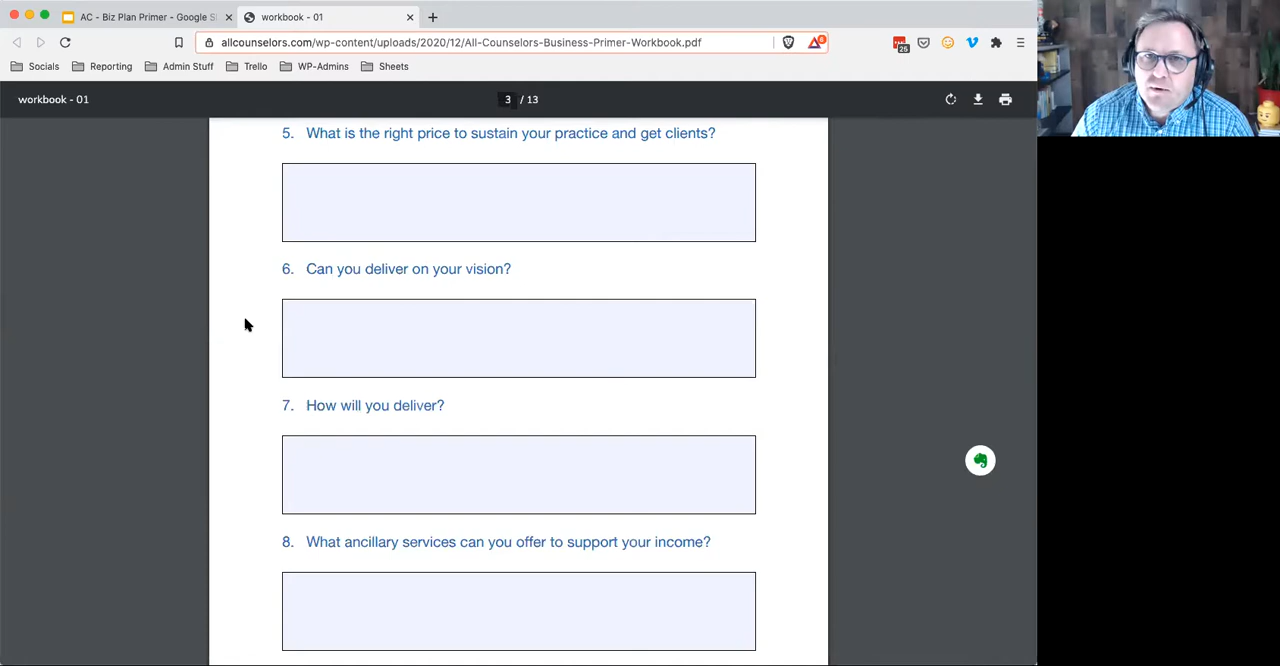 AC - Biz Plan Primer - Google Sl
workbook - 01
allcounselors.com/wp-content/uploads/2020/12/All-Counselors-Business-Primer-Workbook.pdf
6
26
Socials
Reporting
Admin Stuff
Trello
WP-Admins
Sheets
workbook - 01
3 / 13
5. What is the right price to sustain your practice and get clients?
6. Can you deliver on your vision?
7. How will you deliver?
8. What ancillary services can you offer to support your income?